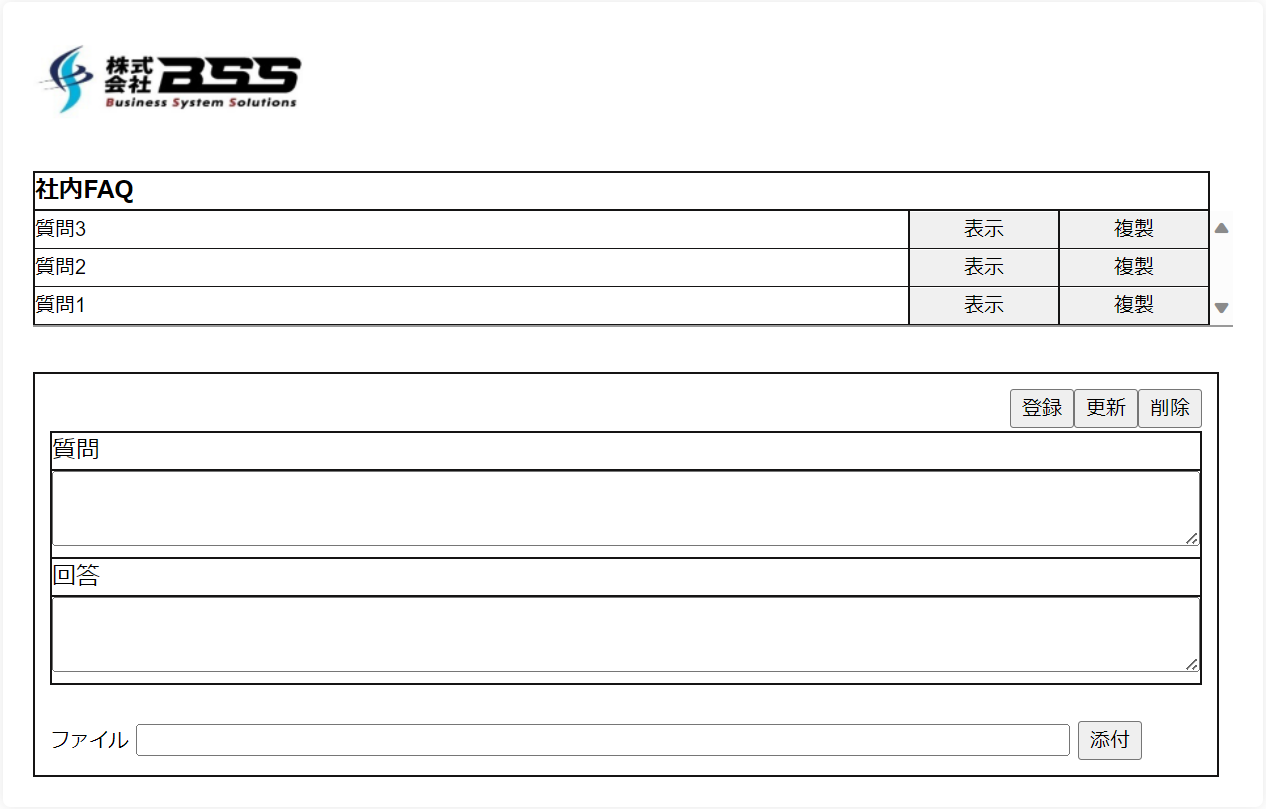 株式会社 BSS
Business System Solutions
社内FAQ
質問3 表示 複製
質問2 表示 複製
質問1 表示 複製
登録 更新 削除
質問
回答
ファイル 添付